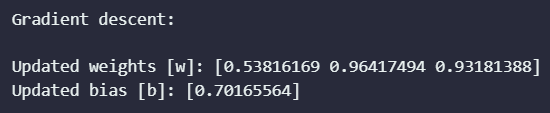 Gradient descent:
Updated weights [w]: [0.53816169 0.96417494 0.93181388]
Updated bias [b]: [0.70165564]